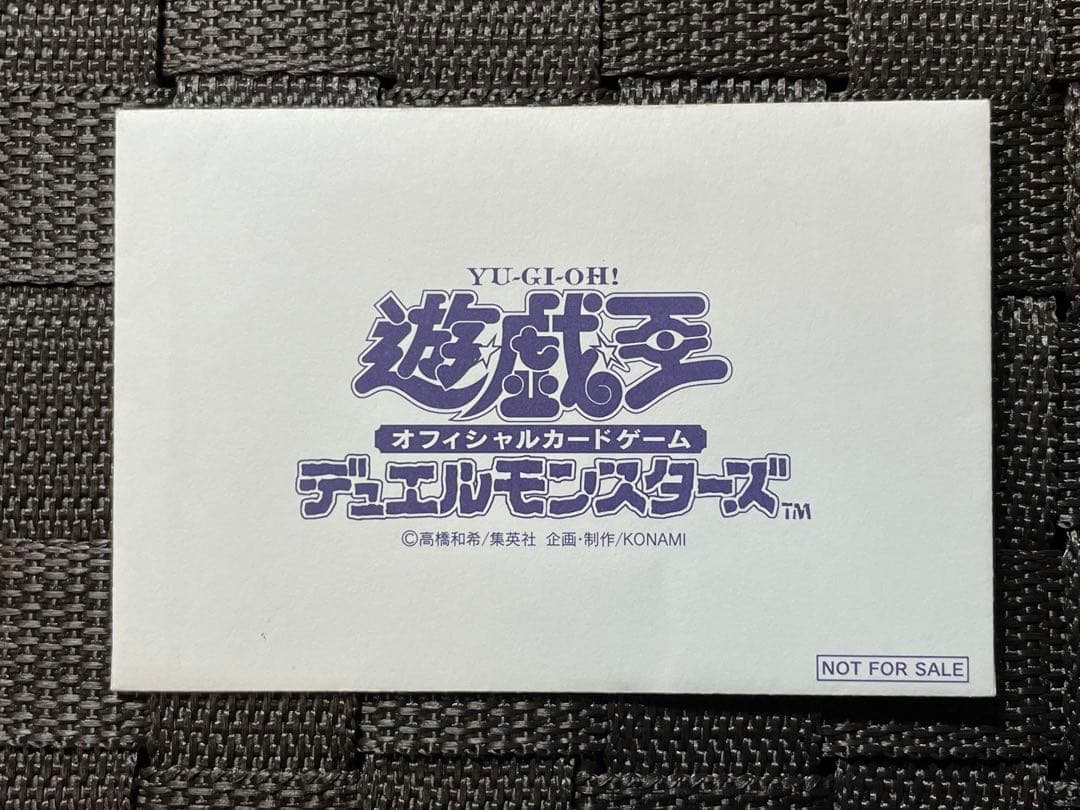 YU-GI-OH!
遊☆戯☆王
オフィシャルカードゲーム
デュエルモンスターズ™
©高橋和希/集英社 企画・制作/KONAMI
NOT FOR SALE